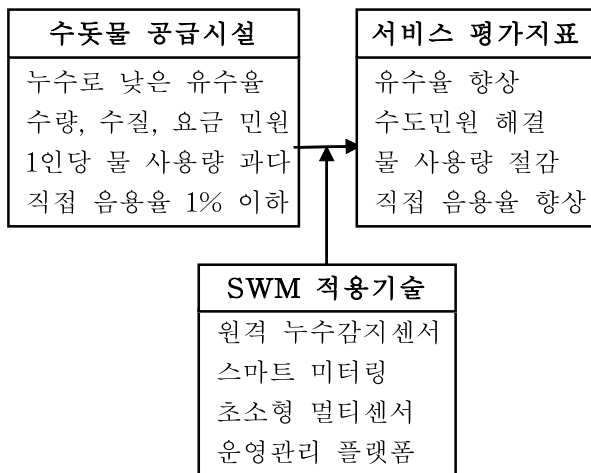 수돗물 공급시설
누수로 낮은 유수율
수량, 수질, 요금 민원
1인당 물 사용량 과다
직접 음용율 1% 이하
서비스 평가지표
유수율 향상
수도민원 해결
물 사용량 절감
직접 음용율 향상
SWM 적용기술
원격 누수감지센서
스마트 미터링
초소형 멀티센서
운영관리 플랫폼